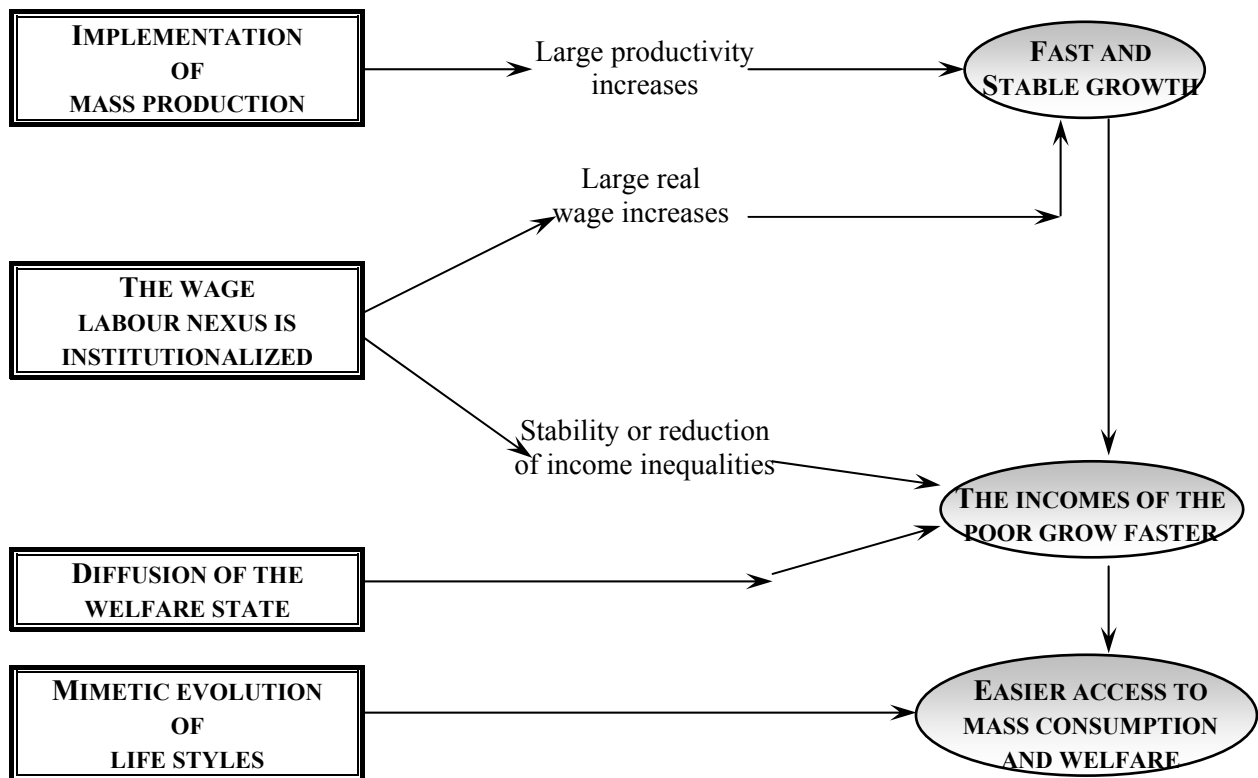 IMPLEMENTATION
OF
MASS PRODUCTION
Large productivity
increases
FAST AND
STABLE GROWTH
Large real
wage increases
THE WAGE
LABOUR NEXUS IS
INSTITUTIONALIZED
Stability or reduction
of income inequalities
THE INCOMES OF THE
POOR GROW FASTER
DIFFUSION OF THE
WELFARE STATE
MIMETIC EVOLUTION
OF
LIFE STYLES
EASIER ACCESS TO
MASS CONSUMPTION
AND WELFARE